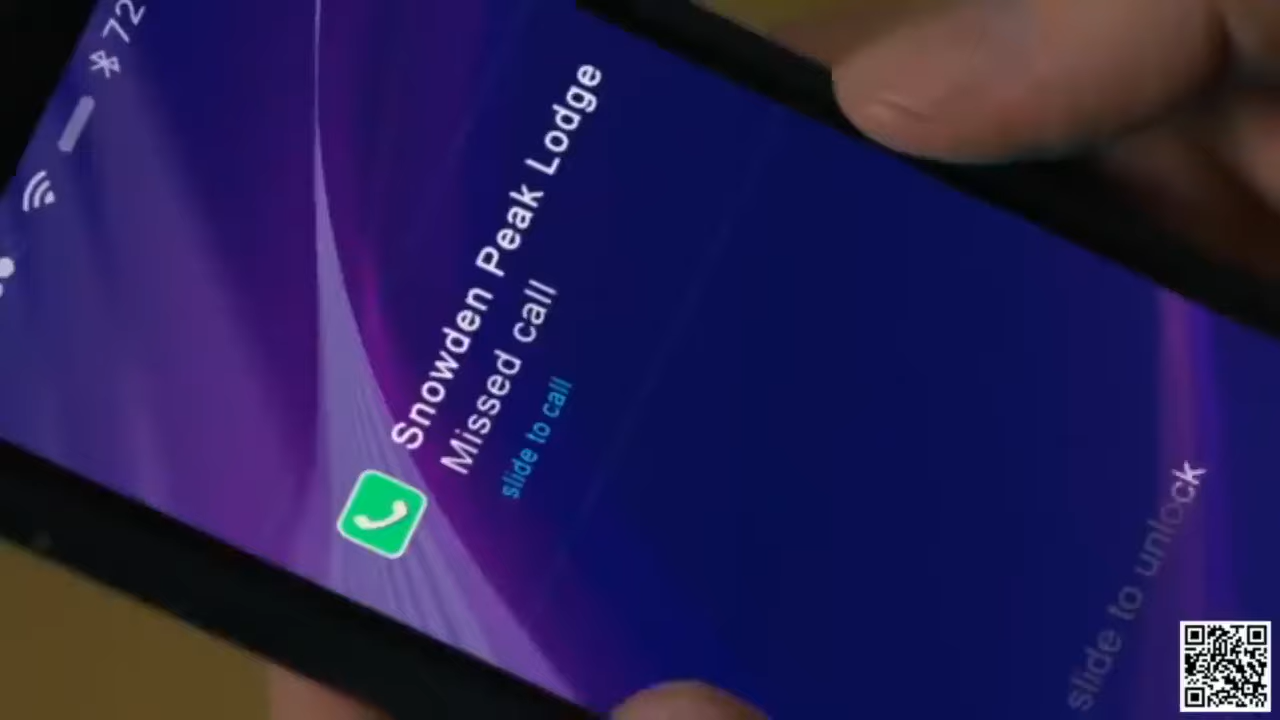 72
Snowden Peak Lodge
Missed call
slide to call
slide to unlock